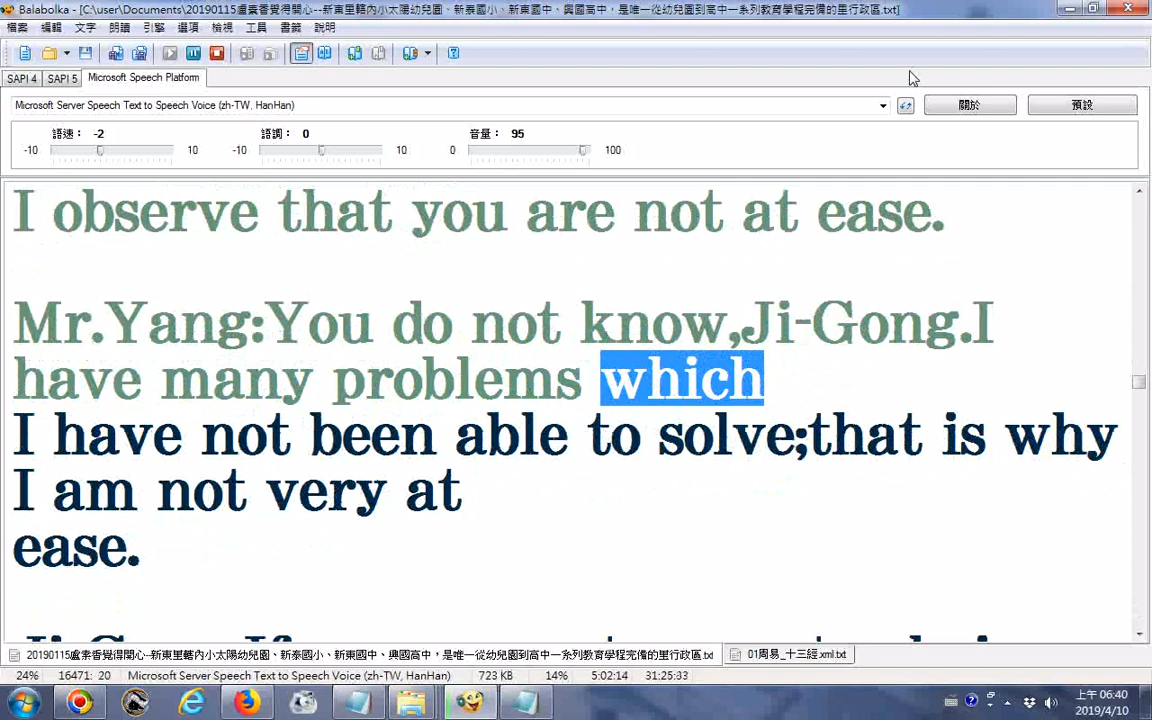 Balabolka - [C:\user\Documents\20190115盧素香覺得開心--新東里轄內小太陽幼兒園、新泰國小、新東國中、興國高中，是唯一從幼兒園到高中一系列教育學程完備的里行政區.txt]
檔案 編輯 文字 朗讀 引擎 選項 檢視 工具 書籤 說明
SAPI 4 SAPI 5 Microsoft Speech Platform
Microsoft Server Speech Text to Speech Voice (zh-TW, HanHan) 關於 預設
語速： -2 語調： 0 音量： 95
-10 10 -10 10 0 100
I observe that you are not at ease.
Mr.Yang:You do not know,Ji-Gong.I
have many problems which
I have not been able to solve;that is why
I am not very at
ease.
20190115盧素香覺得開心--新東里轄內小太陽幼兒園、新泰國小、新東國中、興國高中，是唯一從幼兒園到高中一系列教育學程完備的里行政區.txt 01周易_十三經.xml.txt
24% 16471: 20 Microsoft Server Speech Text to Speech Voice (zh-TW, HanHan) 723 KB 14% 5:02:14 31:25:33
上午 06:40
2019/4/10